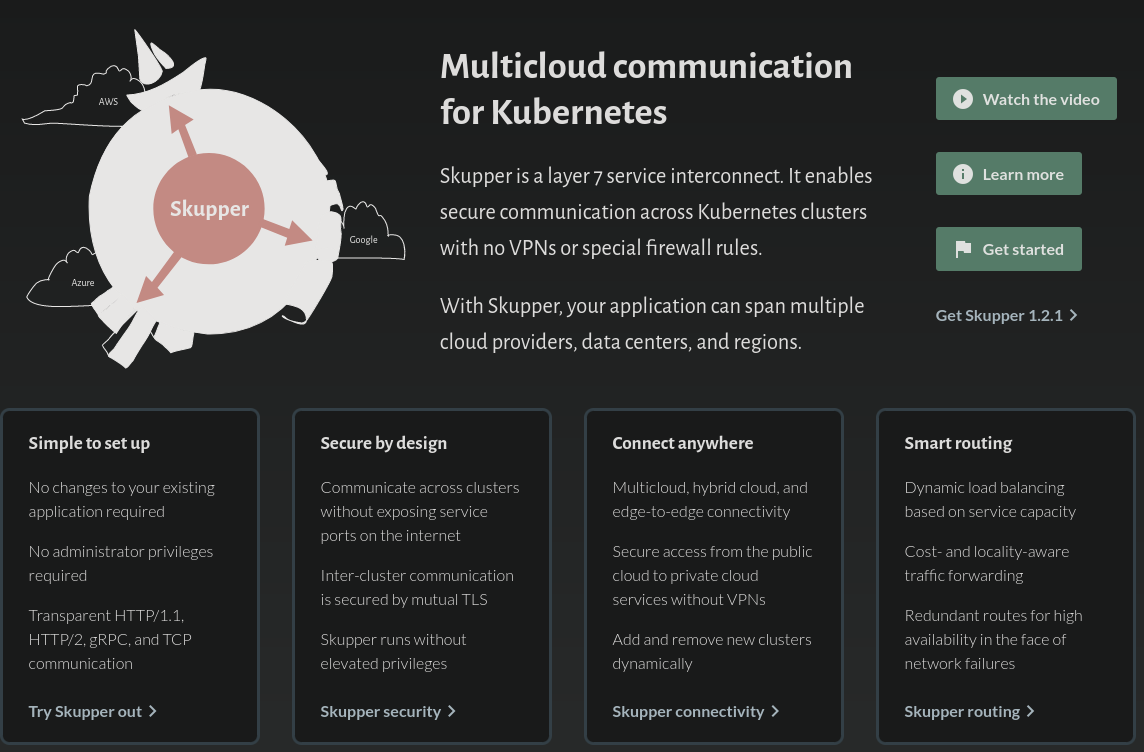 AWS
Skupper
Google
Azure
Multicloud communication
for Kubernetes
Skupper is a layer 7 service interconnect. It enables
secure communication across Kubernetes clusters
with no VPNs or special firewall rules.
With Skupper, your application can span multiple
cloud providers, data centers, and regions.
Watch the video
Learn more
Get started
Get Skupper 1.2.1
Simple to set up
No changes to your existing
application required
No administrator privileges
required
Transparent HTTP/1.1,
HTTP/2, gRPC, and TCP
communication
Try Skupper out
Secure by design
Communicate across clusters
without exposing service
ports on the internet
Inter-cluster communication
is secured by mutual TLS
Skupper runs without
elevated privileges
Skupper security
Connect anywhere
Multicloud, hybrid cloud, and
edge-to-edge connectivity
Secure access from the public
cloud to private cloud
services without VPNs
Add and remove new clusters
dynamically
Skupper connectivity
Smart routing
Dynamic load balancing
based on service capacity
Cost- and locality-aware
traffic forwarding
Redundant routes for high
availability in the face of
network failures
Skupper routing